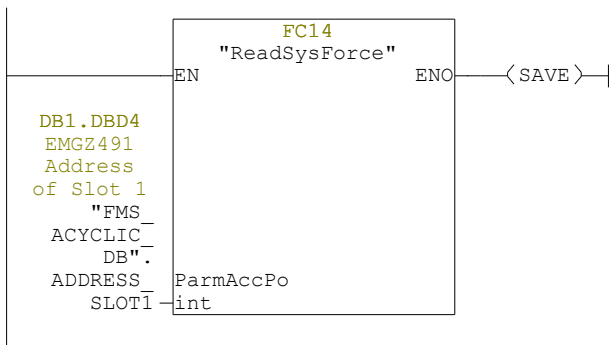 FC14
"ReadSysForce"
EN
ENO
SAVE
DB1.DBD4
EMGZ491
Address
of Slot 1
"FMS_
ACYCLIC_
DB".
ADDRESS_
SLOT1
ParmAccPo
int